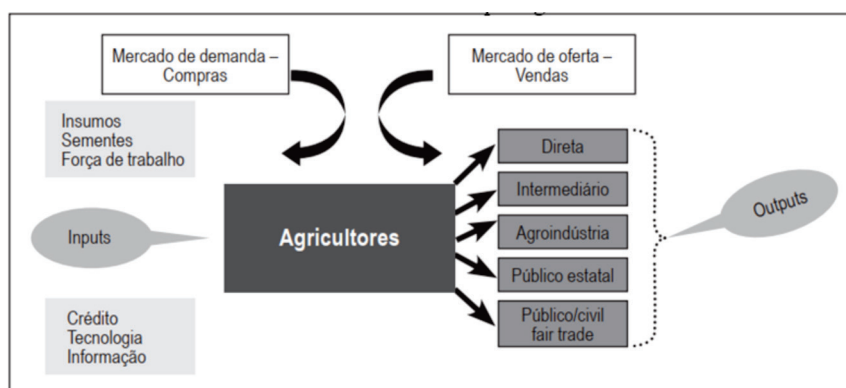 Mercado de demanda –
Compras
Mercado de oferta –
Vendas
Insumos
Sementes
Força de trabalho
Inputs
Crédito
Tecnologia
Informação
Agricultores
Direta
Intermediário
Agroindústria
Público estatal
Público/civil
fair trade
Outputs